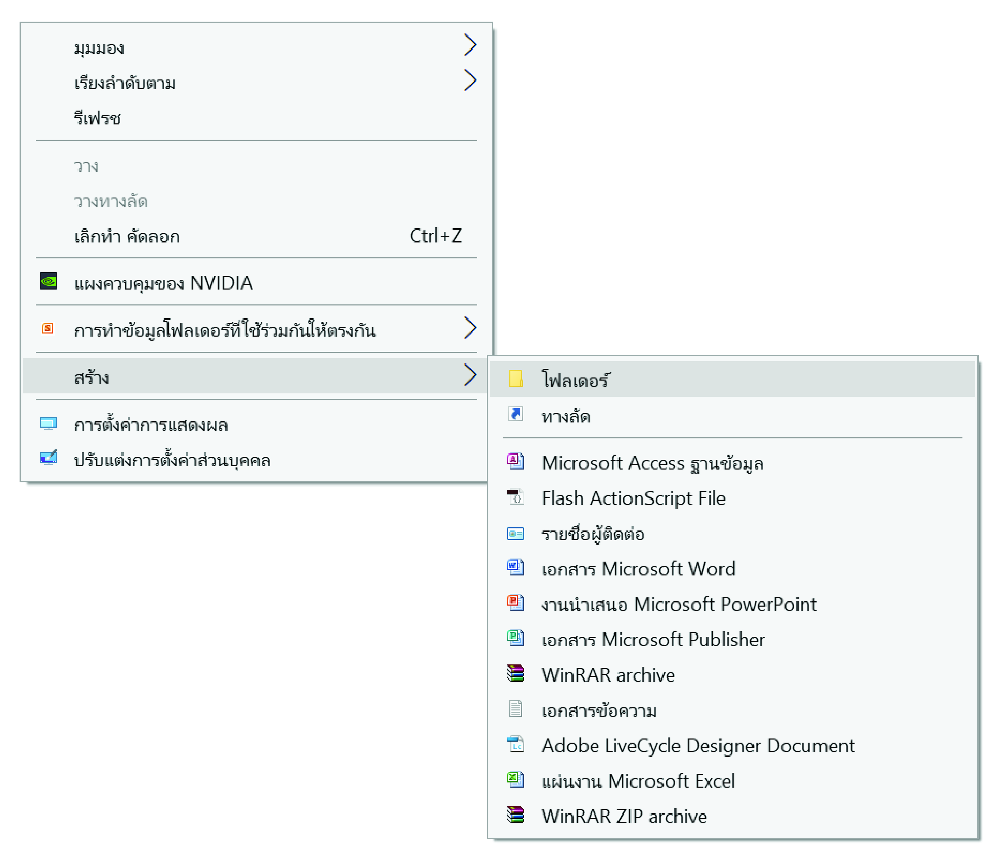 มุมมอง
เรียงลำดับตาม
รีเฟรช
วาง
วางทางลัด
เลิกทำ คัดลอก Ctrl+Z
แผงควบคุมของ NVIDIA
การทำข้อมูลโฟลเดอร์ที่ใช้ร่วมกันให้ตรงกัน
สร้าง
การตั้งค่าการแสดงผล
ปรับแต่งการตั้งค่าส่วนบุคคล
โฟลเดอร์
ทางลัด
Microsoft Access ฐานข้อมูล
Flash ActionScript File
รายชื่อผู้ติดต่อ
เอกสาร Microsoft Word
งานนำเสนอ Microsoft PowerPoint
เอกสาร Microsoft Publisher
WinRAR archive
เอกสารข้อความ
Adobe LiveCycle Designer Document
แผ่นงาน Microsoft Excel
WinRAR ZIP archive